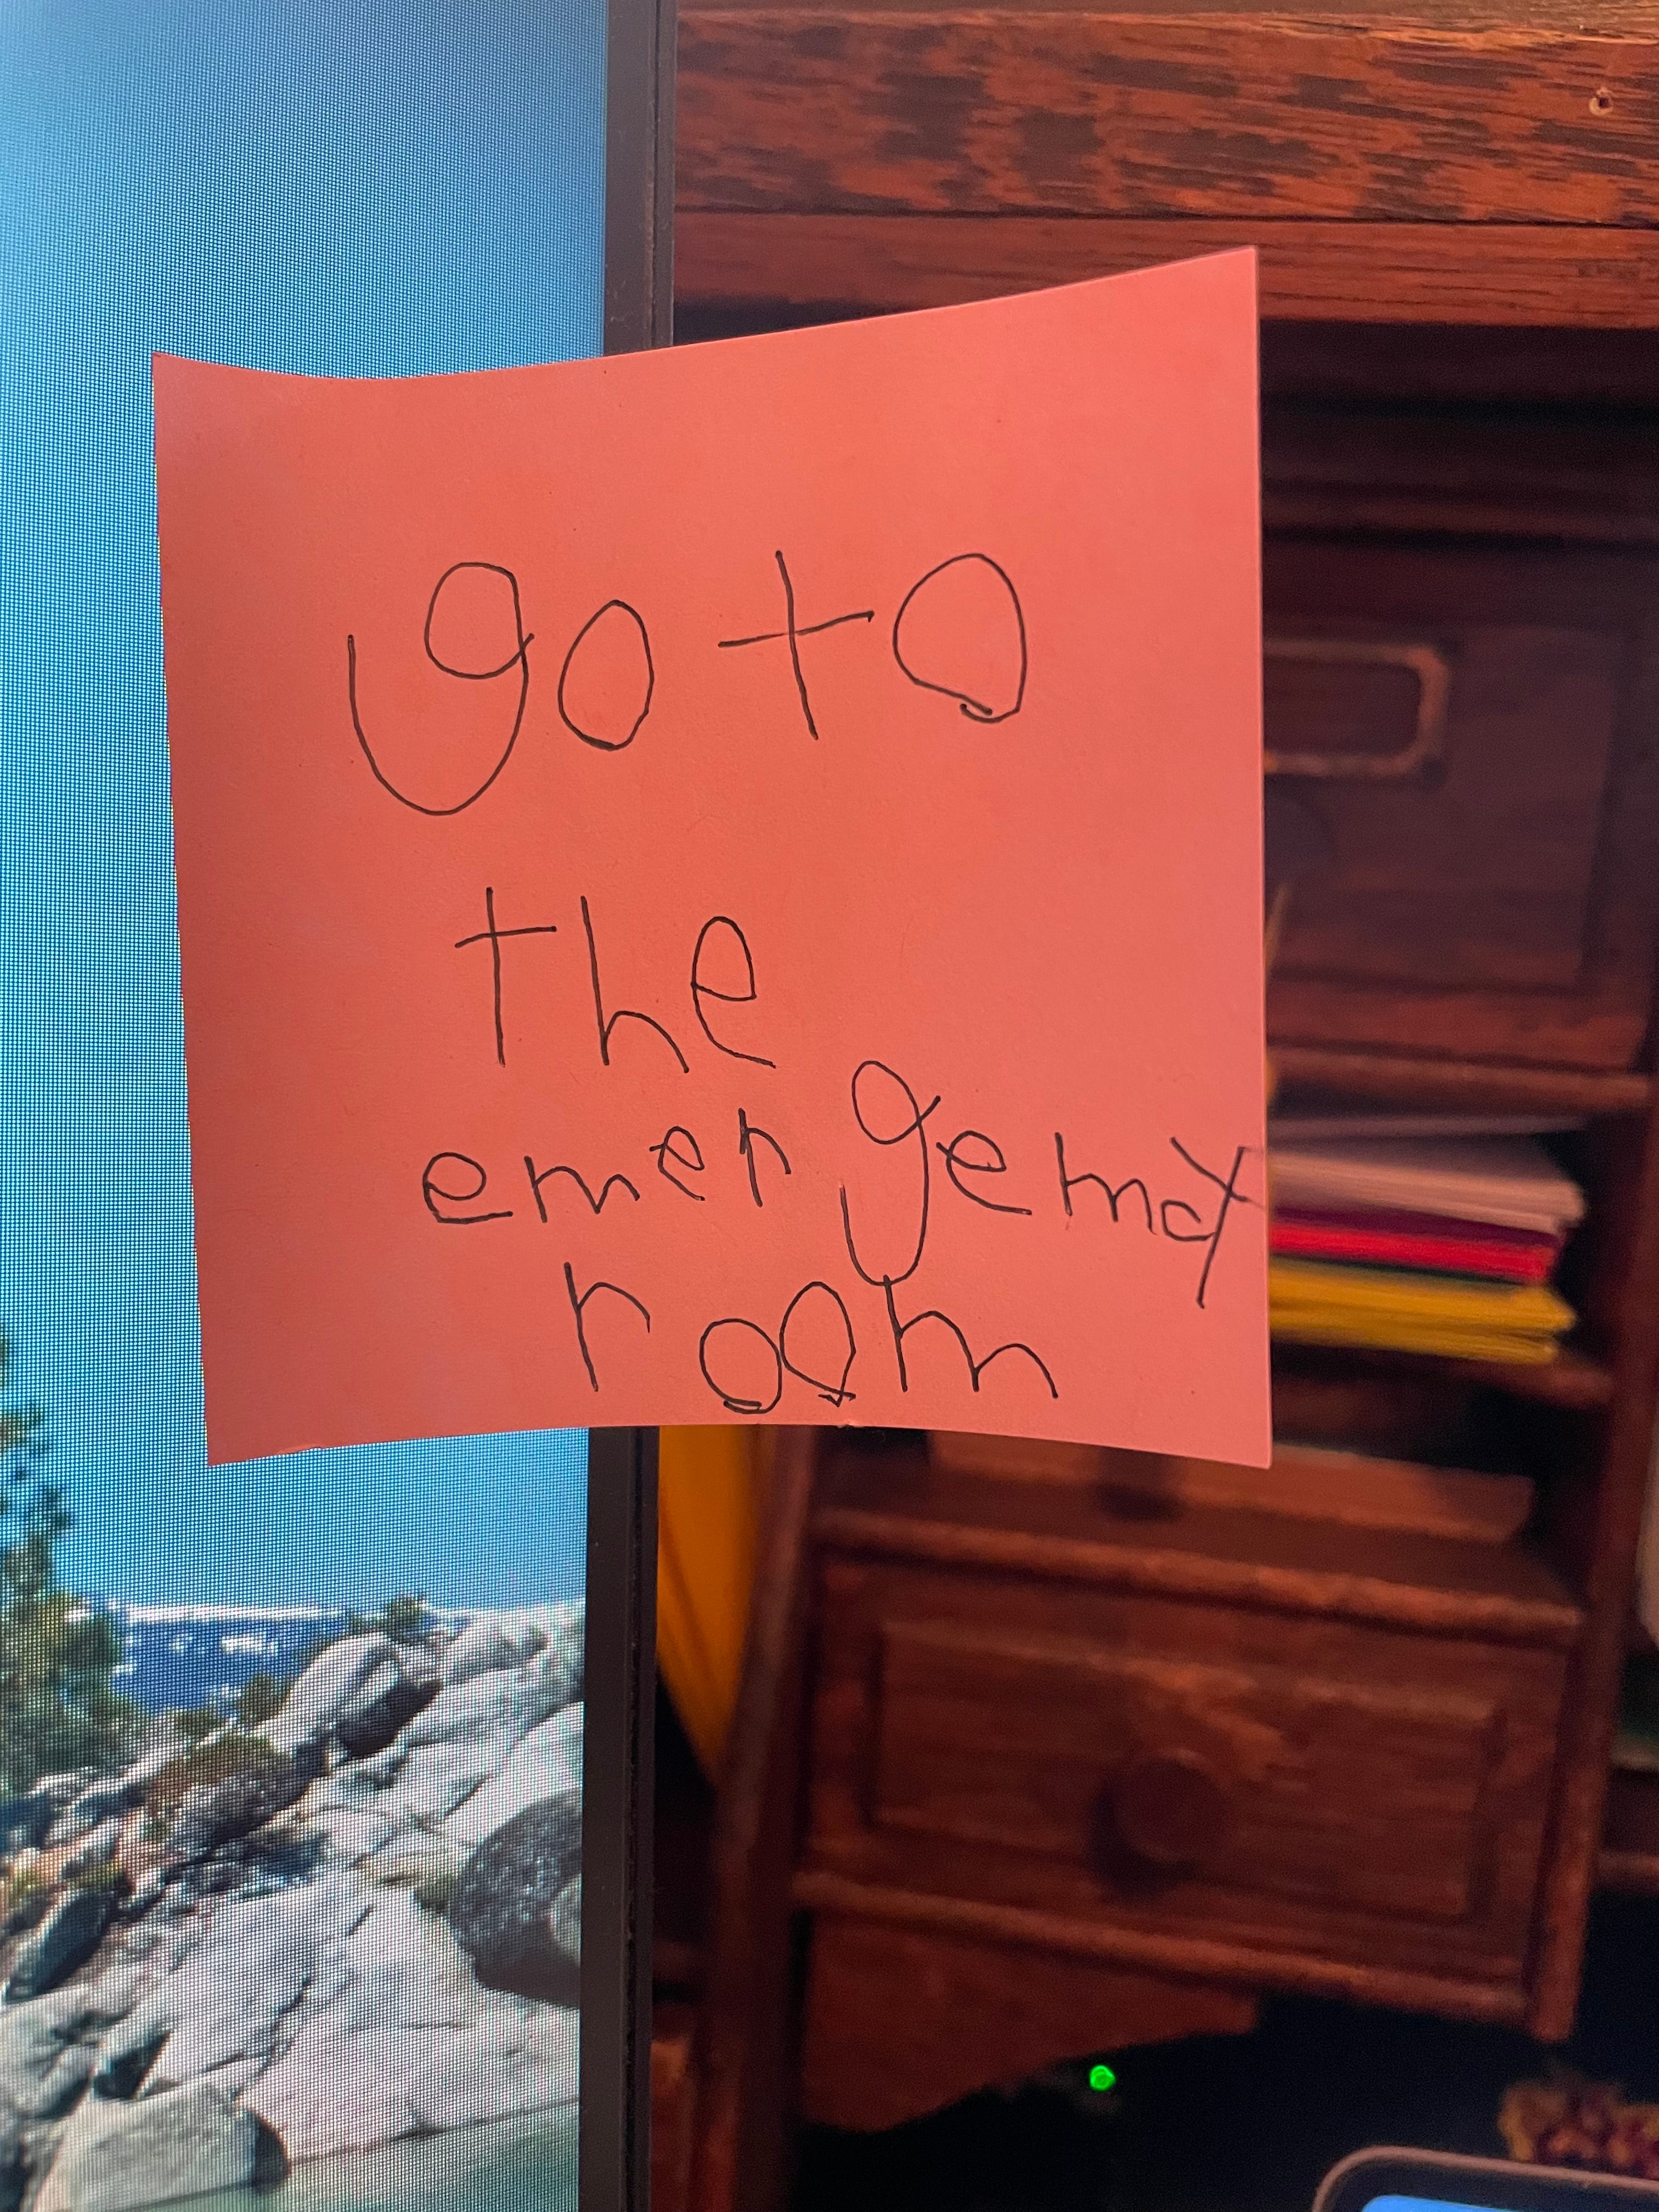 go to
the
emergemcy
room